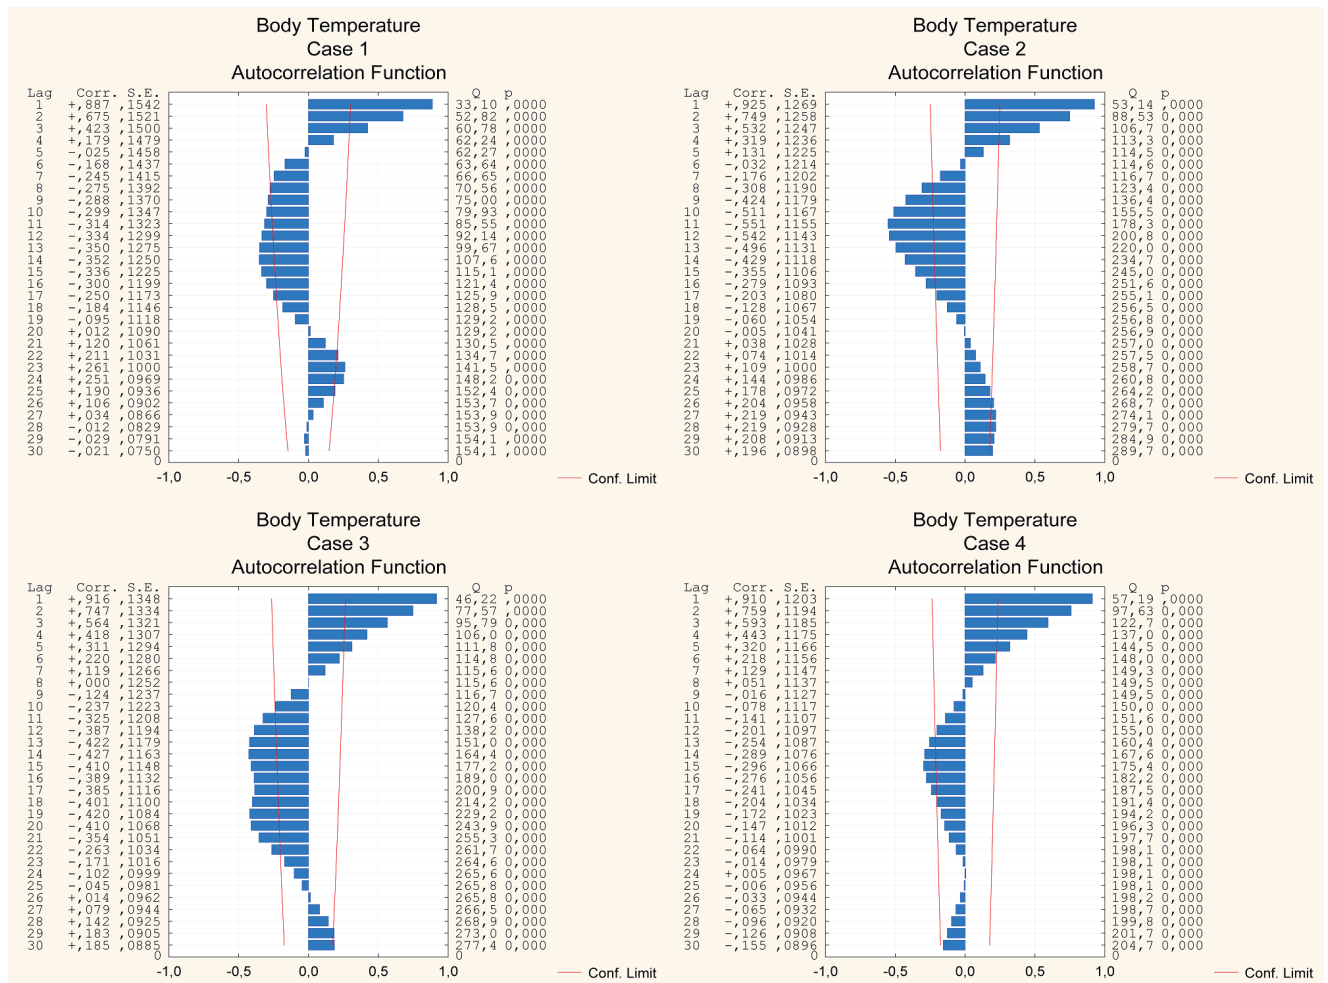 Body Temperature
Case 1
Autocorrelation Function
Lag Corr. S.E. Q p
1 +,887 ,1542 33,10 ,0000
2 +,675 ,1521 52,82 ,0000
3 +,423 ,1500 60,78 ,0000
4 +,179 ,1479 62,24 ,0000
5 -,025 ,1458 62,27 ,0000
6 -,168 ,1437 63,64 ,0000
7 -,245 ,1415 66,65 ,0000
8 -,275 ,1392 70,56 ,0000
9 -,288 ,1370 75,00 ,0000
10 -,299 ,1347 79,93 ,0000
11 -,314 ,1323 85,55 ,0000
12 -,334 ,1299 92,14 ,0000
13 -,350 ,1275 99,67 ,0000
14 -,352 ,1250 107,6 ,0000
15 -,336 ,1225 115,1 ,0000
16 -,300 ,1199 121,4 ,0000
17 -,250 ,1173 125,9 ,0000
18 -,184 ,1146 128,5 ,0000
19 -,095 ,1118 129,2 ,0000
20 +,012 ,1090 129,2 ,0000
21 +,120 ,1061 130,5 ,0000
22 +,211 ,1031 134,7 ,0000
23 +,261 ,1000 141,5 ,0000
24 +,251 ,0969 148,2 0,000
25 +,190 ,0936 152,4 0,000
26 +,106 ,0902 153,7 ,0000
27 +,034 ,0866 153,9 0,000
28 -,012 ,0829 153,9 0,000
29 -,029 ,0791 154,1 ,0000
30 -,021 ,0750 154,1 ,0000
0 0
-1,0 -0,5 0,0 0,5 1,0
Conf. Limit
Body Temperature
Case 2
Autocorrelation Function
Lag Corr. S.E. Q p
1 +,925 ,1269 53,14 ,0000
2 +,749 ,1258 88,53 0,000
3 +,532 ,1247 106,7 0,000
4 +,319 ,1236 113,3 0,000
5 +,131 ,1225 114,5 0,000
6 -,032 ,1214 114,6 0,000
7 -,176 ,1202 116,7 0,000
8 -,308 ,1190 123,4 0,000
9 -,424 ,1179 136,4 0,000
10 -,511 ,1167 155,5 0,000
11 -,551 ,1155 178,3 0,000
12 -,542 ,1143 200,8 0,000
13 -,496 ,1131 220,0 0,000
14 -,429 ,1118 234,7 0,000
15 -,355 ,1106 245,0 0,000
16 -,279 ,1093 251,6 0,000
17 -,203 ,1080 255,1 0,000
18 -,128 ,1067 256,5 0,000
19 -,060 ,1054 256,8 0,000
20 -,005 ,1041 256,9 0,000
21 +,038 ,1028 257,0 0,000
22 +,074 ,1014 257,5 0,000
23 +,109 ,1000 258,7 0,000
24 +,144 ,0986 260,8 0,000
25 +,178 ,0972 264,2 0,000
26 +,204 ,0958 268,7 0,000
27 +,219 ,0943 274,1 0,000
28 +,219 ,0928 279,7 0,000
29 +,208 ,0913 284,9 0,000
30 +,196 ,0898 289,7 0,000
0 0
-1,0 -0,5 0,0 0,5 1,0
Conf. Limit
Body Temperature
Case 3
Autocorrelation Function
Lag Corr. S.E. Q p
1 +,916 ,1348 46,22 ,0000
2 +,747 ,1334 77,57 ,0000
3 +,564 ,1321 95,79 0,000
4 +,418 ,1307 106,0 0,000
5 +,311 ,1294 111,8 0,000
6 +,220 ,1280 114,8 0,000
7 +,119 ,1266 115,6 0,000
8 +,000 ,1252 115,6 0,000
9 -,124 ,1237 116,7 0,000
10 -,237 ,1223 120,4 0,000
11 -,325 ,1208 127,6 0,000
12 -,387 ,1194 138,2 0,000
13 -,422 ,1179 151,0 0,000
14 -,427 ,1163 164,4 0,000
15 -,410 ,1148 177,2 0,000
16 -,389 ,1132 189,0 0,000
17 -,385 ,1116 200,9 0,000
18 -,401 ,1100 214,2 0,000
19 -,420 ,1084 229,2 0,000
20 -,410 ,1068 243,9 0,000
21 -,354 ,1051 255,3 0,000
22 -,263 ,1034 261,7 0,000
23 -,171 ,1016 264,6 0,000
24 -,102 ,0999 265,6 0,000
25 -,045 ,0981 265,8 0,000
26 +,014 ,0962 265,8 0,000
27 +,079 ,0944 266,5 0,000
28 +,142 ,0925 268,9 0,000
29 +,183 ,0905 273,0 0,000
30 +,185 ,0885 277,4 0,000
0 0
-1,0 -0,5 0,0 0,5 1,0
Conf. Limit
Body Temperature
Case 4
Autocorrelation Function
Lag Corr. S.E. Q p
1 +,910 ,1203 57,19 ,0000
2 +,759 ,1194 97,63 0,000
3 +,593 ,1185 122,7 0,000
4 +,443 ,1175 137,0 0,000
5 +,320 ,1166 144,5 0,000
6 +,218 ,1156 148,0 0,000
7 +,129 ,1147 149,3 0,000
8 +,051 ,1137 149,5 0,000
9 -,016 ,1127 149,5 0,000
10 -,078 ,1117 150,0 0,000
11 -,141 ,1107 151,6 0,000
12 -,201 ,1097 155,0 0,000
13 -,254 ,1087 160,4 0,000
14 -,289 ,1076 167,6 0,000
15 -,296 ,1066 175,4 0,000
16 -,276 ,1056 182,2 0,000
17 -,241 ,1045 187,5 0,000
18 -,204 ,1034 191,4 0,000
19 -,172 ,1023 194,2 0,000
20 -,147 ,1012 196,3 0,000
21 -,114 ,1001 197,7 0,000
22 -,064 ,0990 198,1 0,000
23 -,014 ,0979 198,1 0,000
24 +,005 ,0967 198,1 0,000
25 -,006 ,0956 198,1 0,000
26 -,033 ,0944 198,2 0,000
27 -,065 ,0932 198,7 0,000
28 -,096 ,0920 199,8 0,000
29 -,126 ,0908 201,7 0,000
30 -,155 ,0896 204,7 0,000
0 0
-1,0 -0,5 0,0 0,5 1,0
Conf. Limit